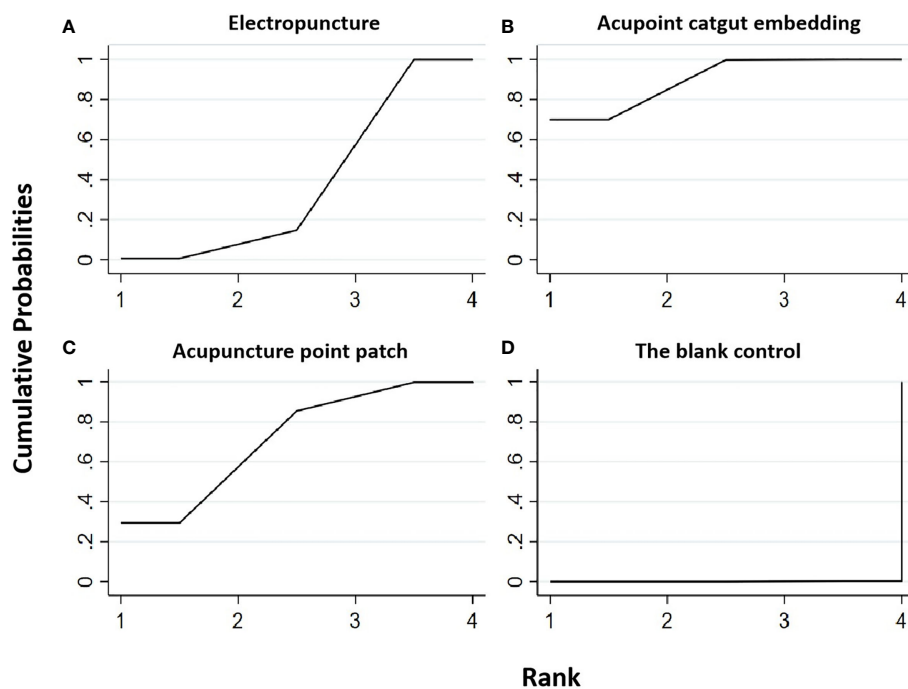 A Electropuncture
B Acupoint catgut embedding
Cumulative Probabilities
1
.8
.6
.4
.2
0
1 2 3 4
1
.8
.6
.4
.2
0
1 2 3 4
C Acupuncture point patch
D The blank control
1
.8
.6
.4
.2
0
1 2 3 4
1
.8
.6
.4
.2
0
1 2 3 4
Rank